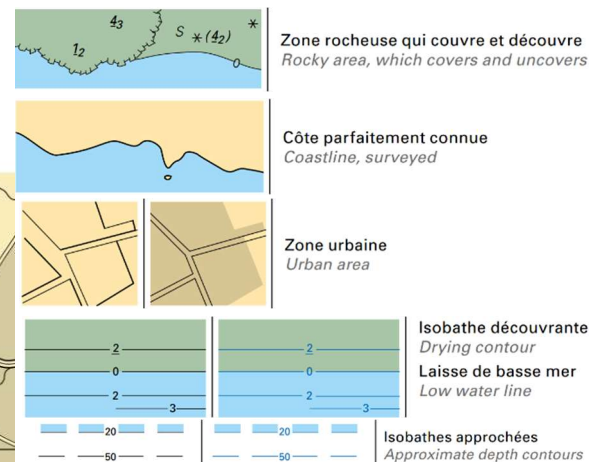 4₃
S (4₂)
1₂
0
Zone rocheuse qui couvre et découvre
Rocky area, which covers and uncovers
Côte parfaitement connue
Coastline, surveyed
Zone urbaine
Urban area
2 2
0 0
2 2
3 3
Isobathe découvrante
Drying contour
Laisse de basse mer
Low water line
20 20
50 50
Isobathes approchées
Approximate depth contours